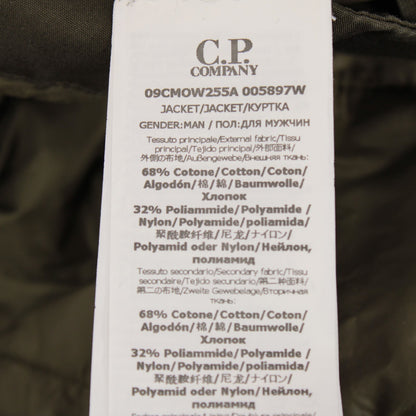 C.P.
COMPANY
09CMOW255A 005897W
JACKET/JACKET/КУРТКА
GENDER:MAN / ПОЛ:ДЛЯ МУЖЧИН
Tessuto principale/External fabric/Tissu
principal/Tejido principal/外部面料/
外側の布地/Außengewebe/Внешняя ткань:
68% Cotone/Cotton/Coton/
Algodón/棉/綿/Baumwolle/
Хлопок
32% Poliammide/Polyamide /
Nylon/Polyamide/poliamida/
聚酰胺纤维/尼龙/ナイロン/
Polyamid oder Nylon/Нейлон,
полиамид
Tessuto secondario/Secondary fabric/Tissu
secondaire/Tejido secundario/第二种面料/
第二の布地/Zweite Gewebelage/Вторичная
ткань:
68% Cotone/Cotton/Coton/
Algodón/棉/綿/Baumwolle/
Хлопок
32% Poliammide/Polyamide /
Nylon/Polyamide/poliamida/
聚酰胺纤维/尼龙/ナイロン/
Polyamid oder Nylon/Нейлон,
полиамид